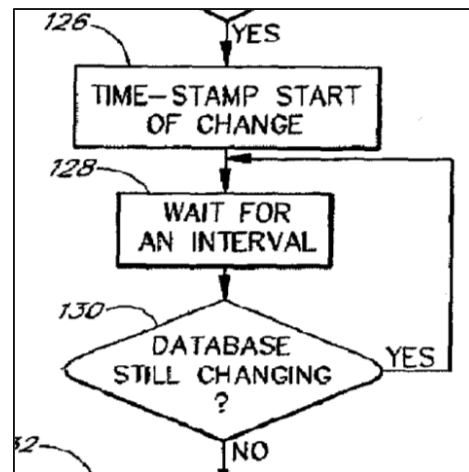 126
YES
TIME-STAMP START
OF CHANGE
128
WAIT FOR
AN INTERVAL
130
DATABASE
STILL CHANGING
?
YES
NO